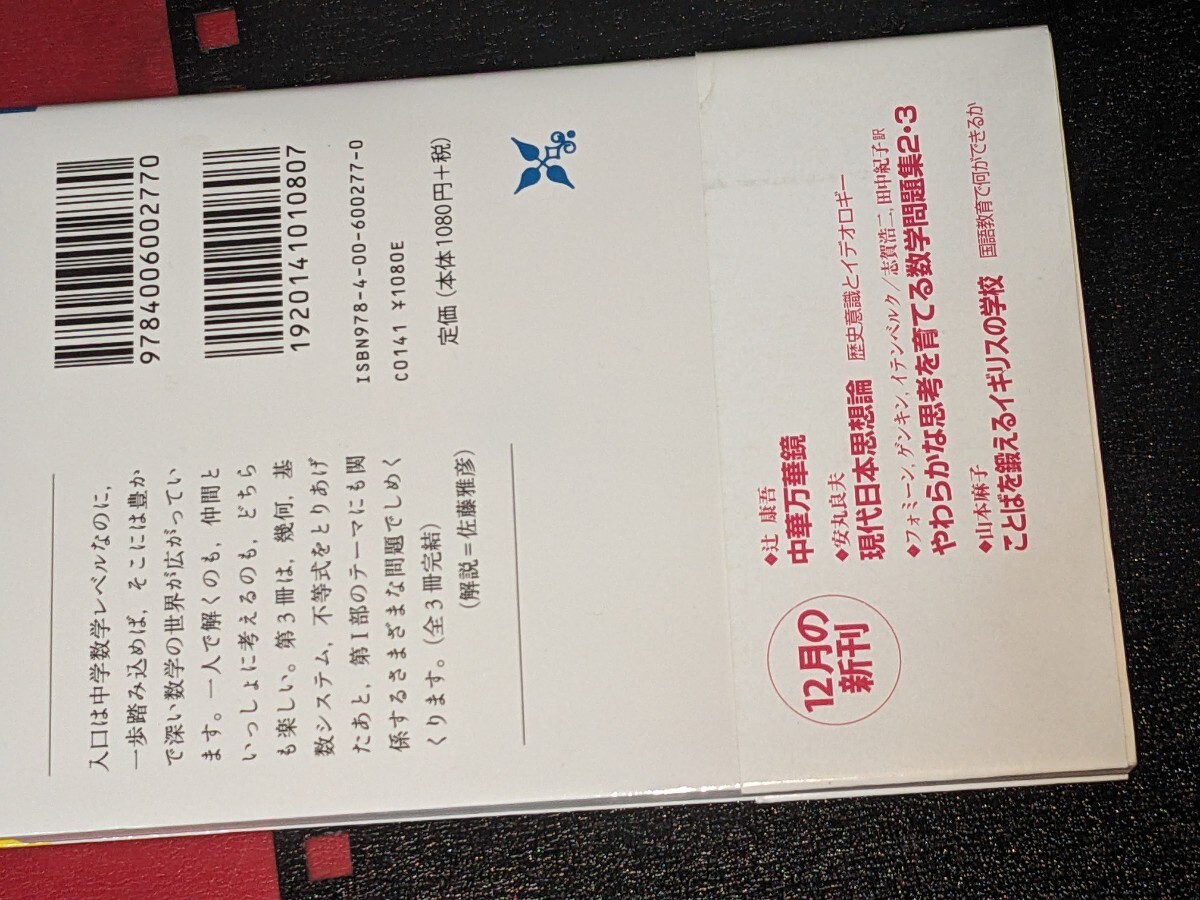 9784006002770
1920141010807
ISBN978-4-00-600277-0
C0141 ¥1080E
定価(本体1080円+税)
入口は中学数学レベルなのに,
一歩踏み込めば, そこには豊か
で深い数学の世界が広がってい
ます。一人で解くのも, 仲間と
いっしょに考えるのも, どちら
も楽しい。第3冊は, 幾何, 基
数システム, 不等式をとりあげ
たあと, 第I部のテーマにも関
係するさまざまな問題でしめく
くります。(全3冊完結)
(解説=佐藤雅彦)
12月の
新刊
◆辻 康吾
中華万華鏡
◆安丸良夫
現代日本思想論 歴史意識とイデオロギー
◆フォミーン, ゲンキン, イテンベルク/志賀浩二, 田中紀子訳
やわらかな思考を育てる数学問題集2・3
◆山本麻子
ことばを鍛えるイギリスの学校 国語教育で何ができるか